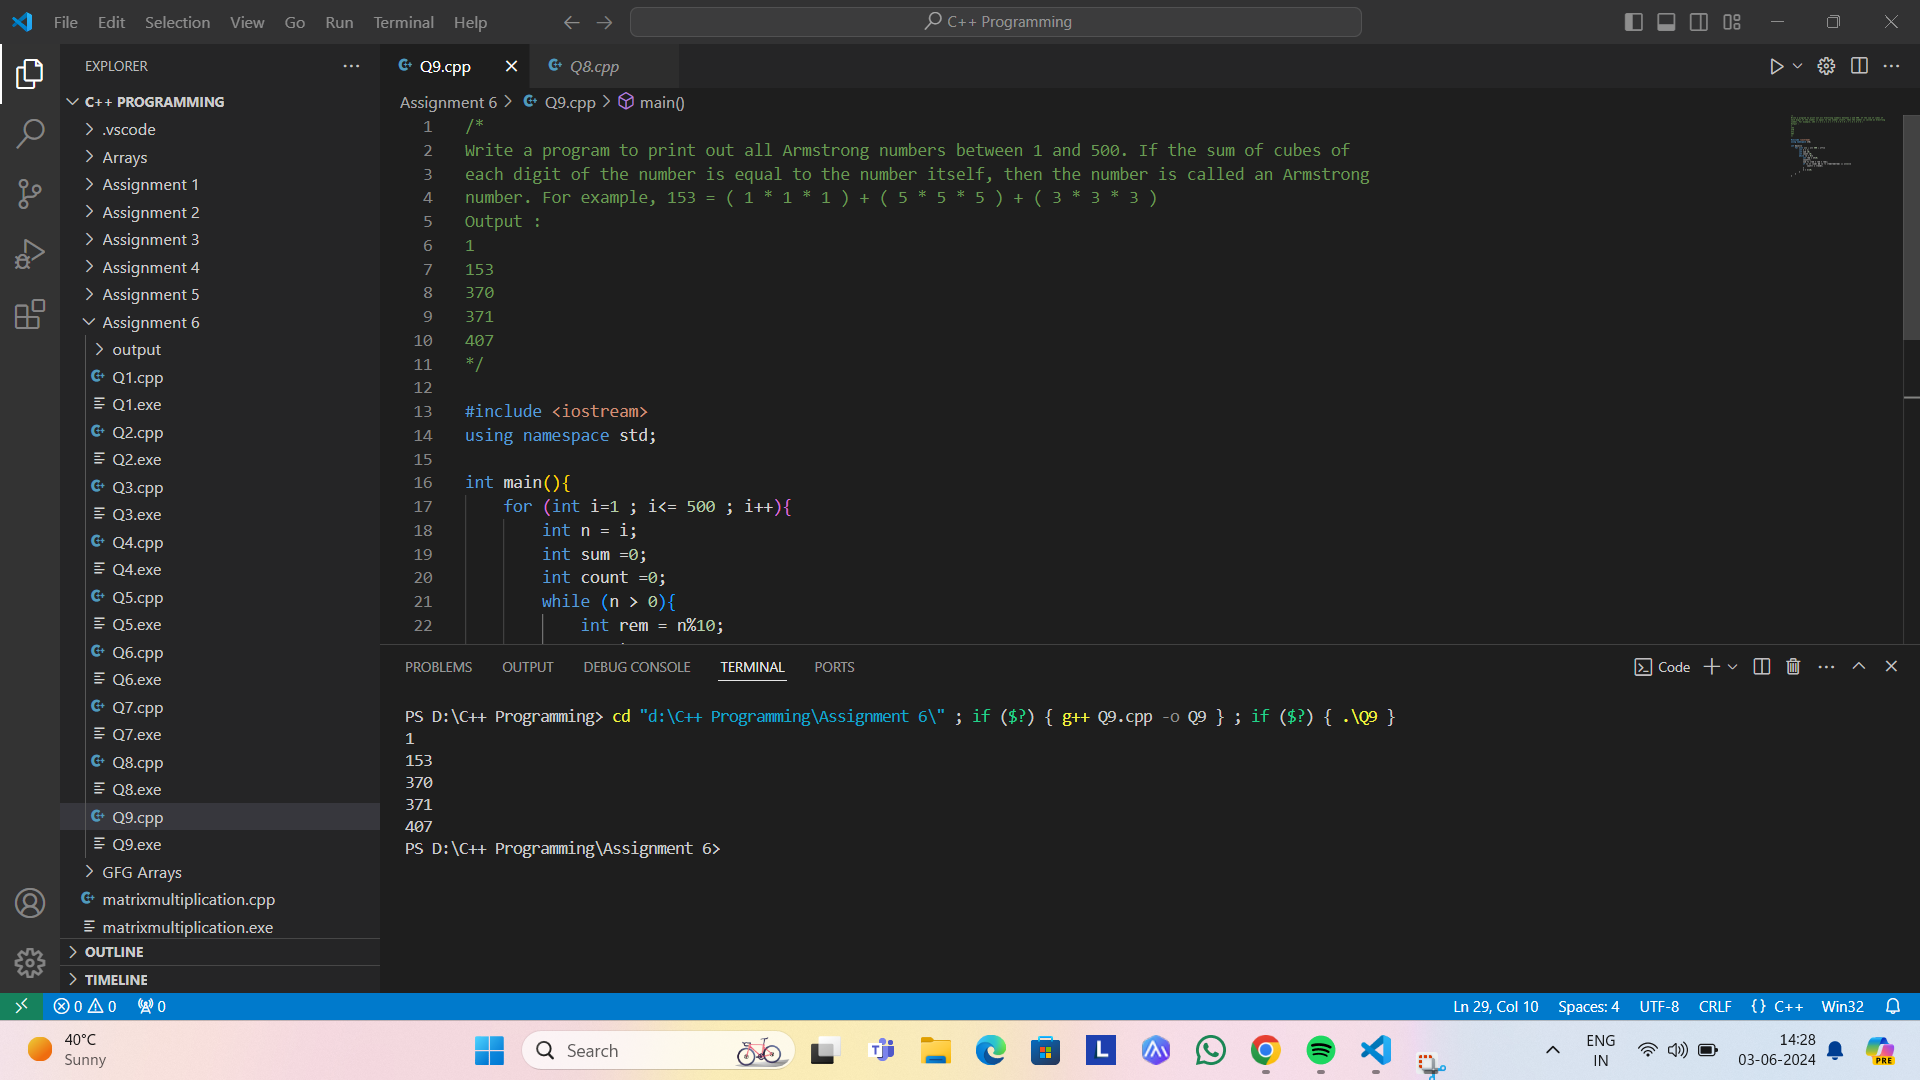 File Edit Selection View Go Run Terminal Help
C++ Programming
EXPLORER
C++ PROGRAMMING
.vscode
Arrays
Assignment 1
Assignment 2
Assignment 3
Assignment 4
Assignment 5
Assignment 6
output
Q1.cpp
Q1.exe
Q2.cpp
Q2.exe
Q3.cpp
Q3.exe
Q4.cpp
Q4.exe
Q5.cpp
Q5.exe
Q6.cpp
Q6.exe
Q7.cpp
Q7.exe
Q8.cpp
Q8.exe
Q9.cpp
Q9.exe
GFG Arrays
matrixmultiplication.cpp
matrixmultiplication.exe
OUTLINE
TIMELINE
Q9.cpp Q8.cpp
Assignment 6 > Q9.cpp > main()
1 /*
2 Write a program to print out all Armstrong numbers between 1 and 500. If the sum of cubes of
3 each digit of the number is equal to the number itself, then the number is called an Armstrong
4 number. For example, 153 = ( 1 * 1 * 1 ) + ( 5 * 5 * 5 ) + ( 3 * 3 * 3 )
5 Output :
6 1
7 153
8 370
9 371
10 407
11 */
12
13 #include <iostream>
14 using namespace std;
15
16 int main(){
17 for (int i=1 ; i<= 500 ; i++){
18 int n = i;
19 int sum =0;
20 int count =0;
21 while (n > 0){
22 int rem = n%10;
PROBLEMS OUTPUT DEBUG CONSOLE TERMINAL PORTS
Code
PS D:\C++ Programming> cd "d:\C++ Programming\Assignment 6\" ; if ($?) { g++ Q9.cpp -o Q9 } ; if ($?) { .\Q9 }
1
153
370
371
407
PS D:\C++ Programming\Assignment 6>
0 0 0
Ln 29, Col 10 Spaces: 4 UTF-8 CRLF {} C++ Win32
40°C
Sunny
Search
L
ENG
IN
14:28
03-06-2024
PRE